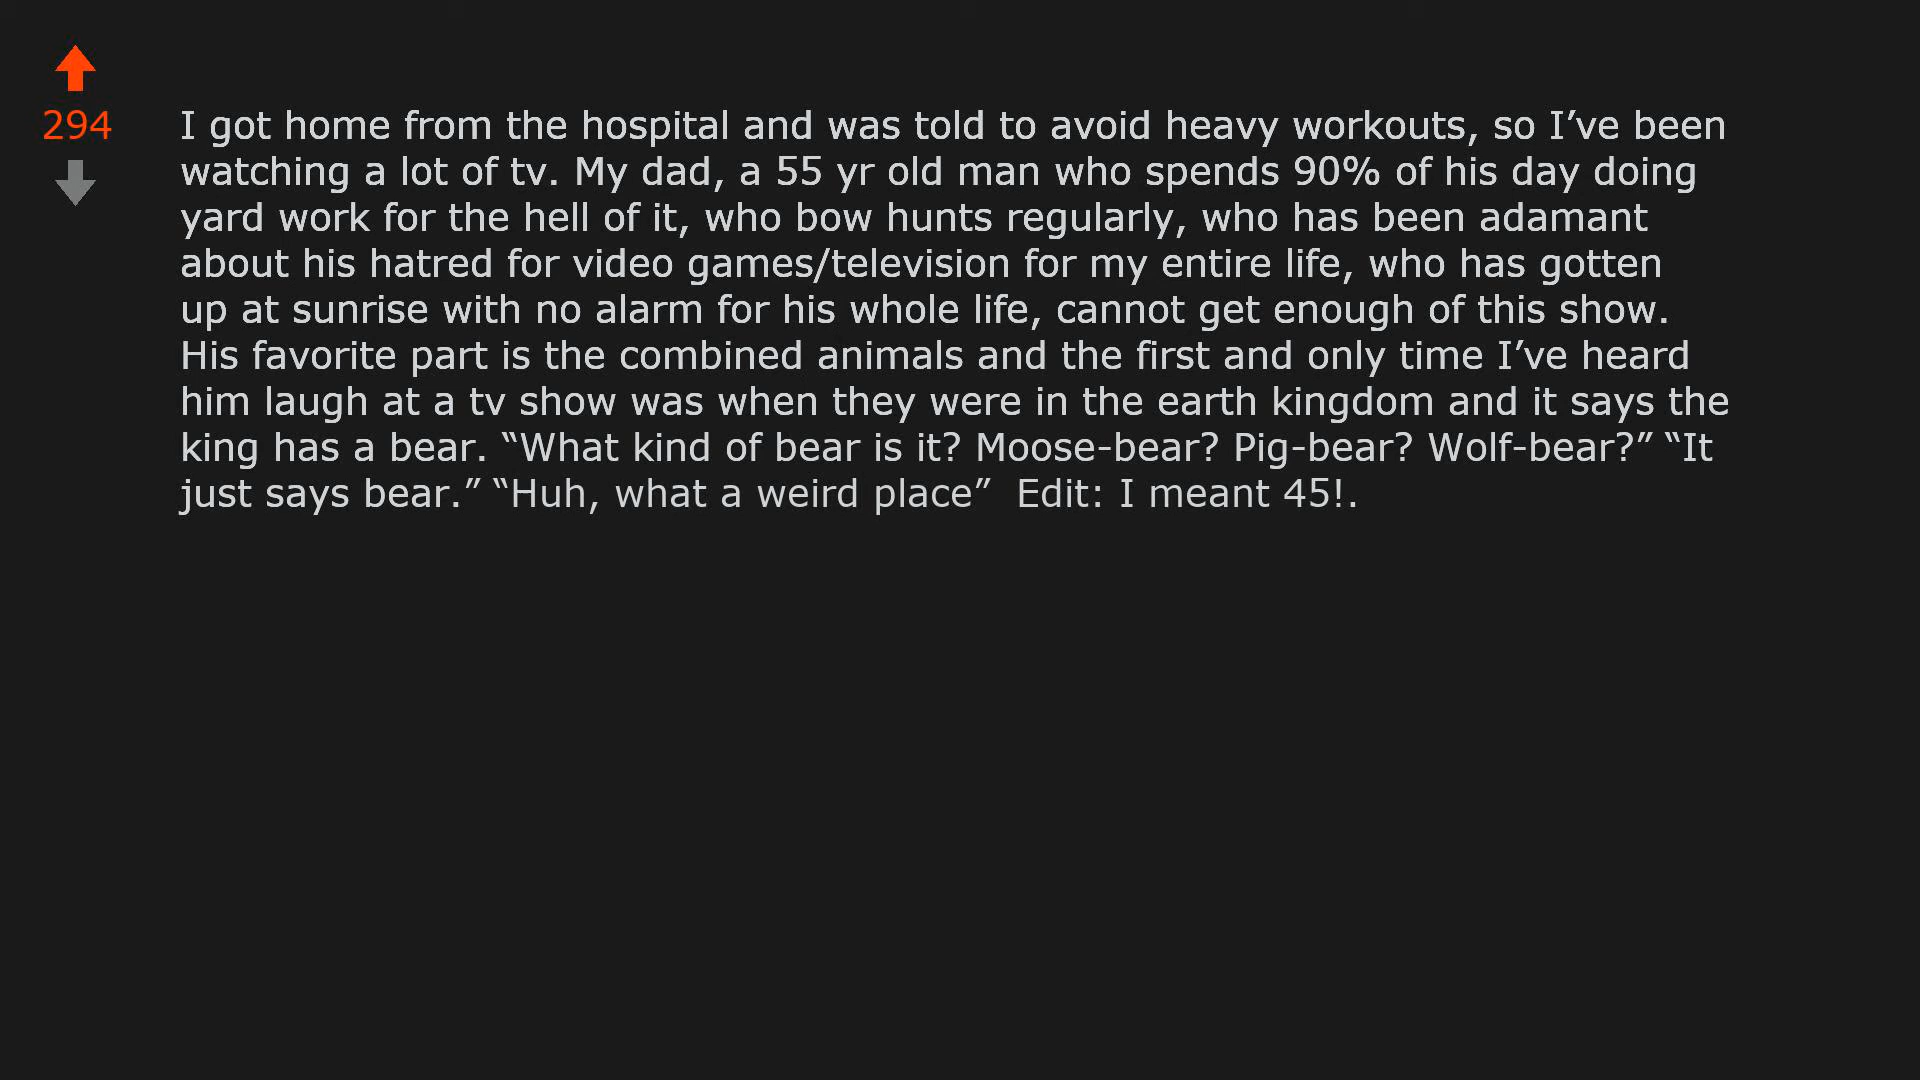 294
I got home from the hospital and was told to avoid heavy workouts, so I’ve been
watching a lot of tv. My dad, a 55 yr old man who spends 90% of his day doing
yard work for the hell of it, who bow hunts regularly, who has been adamant
about his hatred for video games/television for my entire life, who has gotten
up at sunrise with no alarm for his whole life, cannot get enough of this show.
His favorite part is the combined animals and the first and only time I’ve heard
him laugh at a tv show was when they were in the earth kingdom and it says the
king has a bear. “What kind of bear is it? Moose-bear? Pig-bear? Wolf-bear?” “It
just says bear.” “Huh, what a weird place”  Edit: I meant 45!.